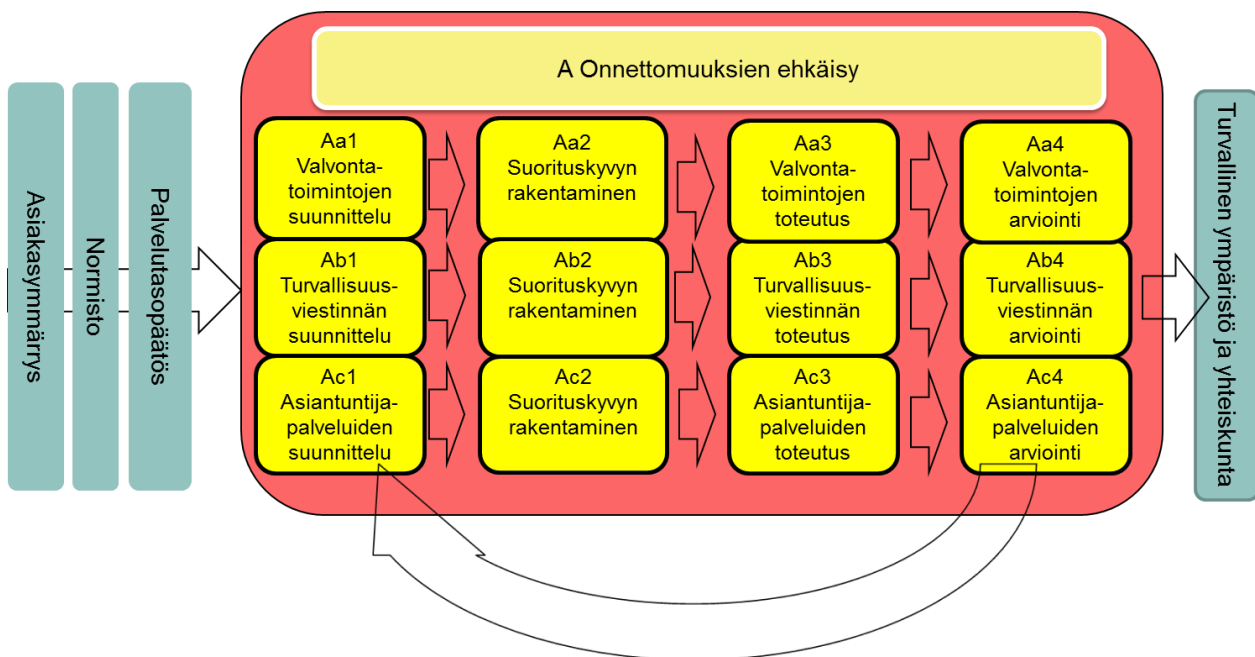 A Onnettomuuksien ehkäisy
Asiakasymmärrys
Normisto
Palvelutasopäätös
Aa1
Valvonta-
toimintojen
suunnittelu
Aa2
Suorituskyvyn
rakentaminen
Aa3
Valvonta-
toimintojen
toteutus
Aa4
Valvonta-
toimintojen
arviointi
Ab1
Turvallisuus-
viestinnän
suunnittelu
Ab2
Suorituskyvyn
rakentaminen
Ab3
Turvallisuus-
viestinnän
toteutus
Ab4
Turvallisuus-
viestinnän
arviointi
Ac1
Asiantuntija-
palveluiden
suunnittelu
Ac2
Suorituskyvyn
rakentaminen
Ac3
Asiantuntija-
palveluiden
toteutus
Ac4
Asiantuntija-
palveluiden
arviointi
Turvallinen ympäristö ja yhteiskunta